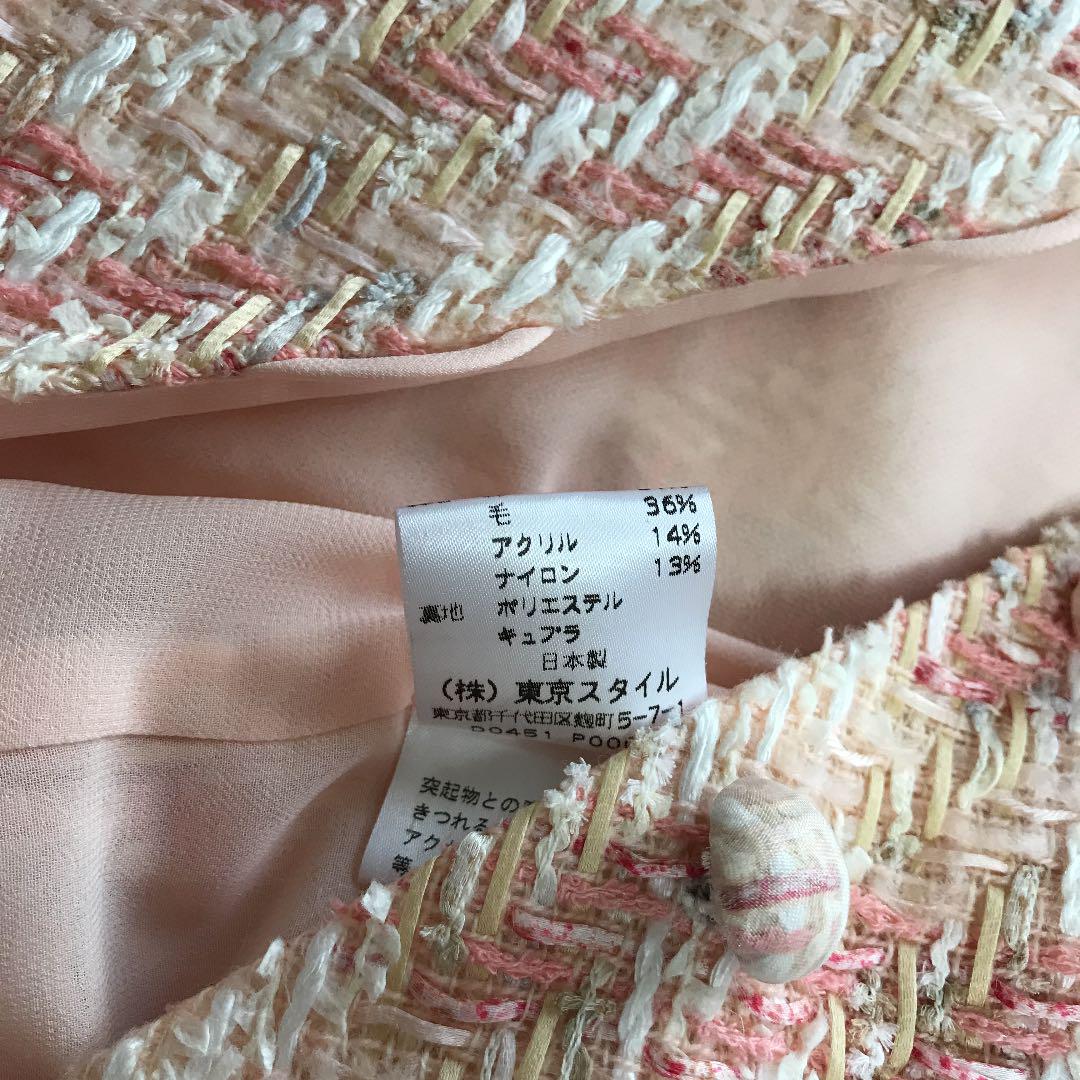 毛 36%
アクリル 14%
ナイロン 13%
裏地 ポリエステル
キュプラ
日本製
(株) 東京スタイル
東京都千代田区麹町5-7-1
突起物との
きつれる
アク
等